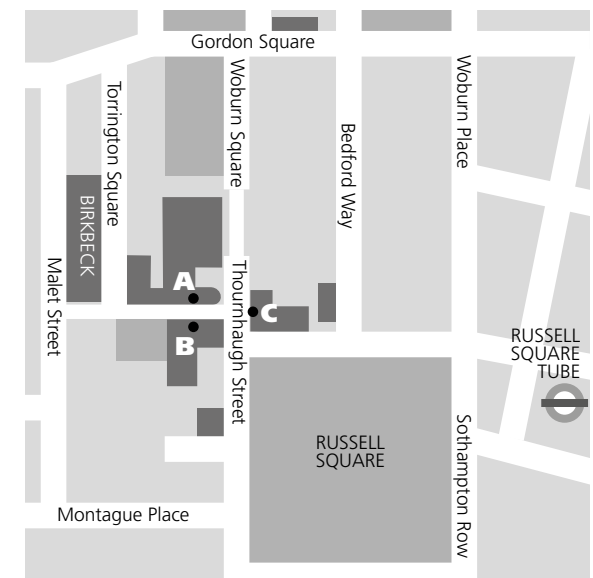 Gordon Square
Torrington Square
Woburn Square
Bedford Way
Woburn Place
BIRKBECK
Malet Street
A
B
C
Thournhaugh Street
RUSSELL
SQUARE
TUBE
RUSSELL
SQUARE
Sothampton Row
Montague Place